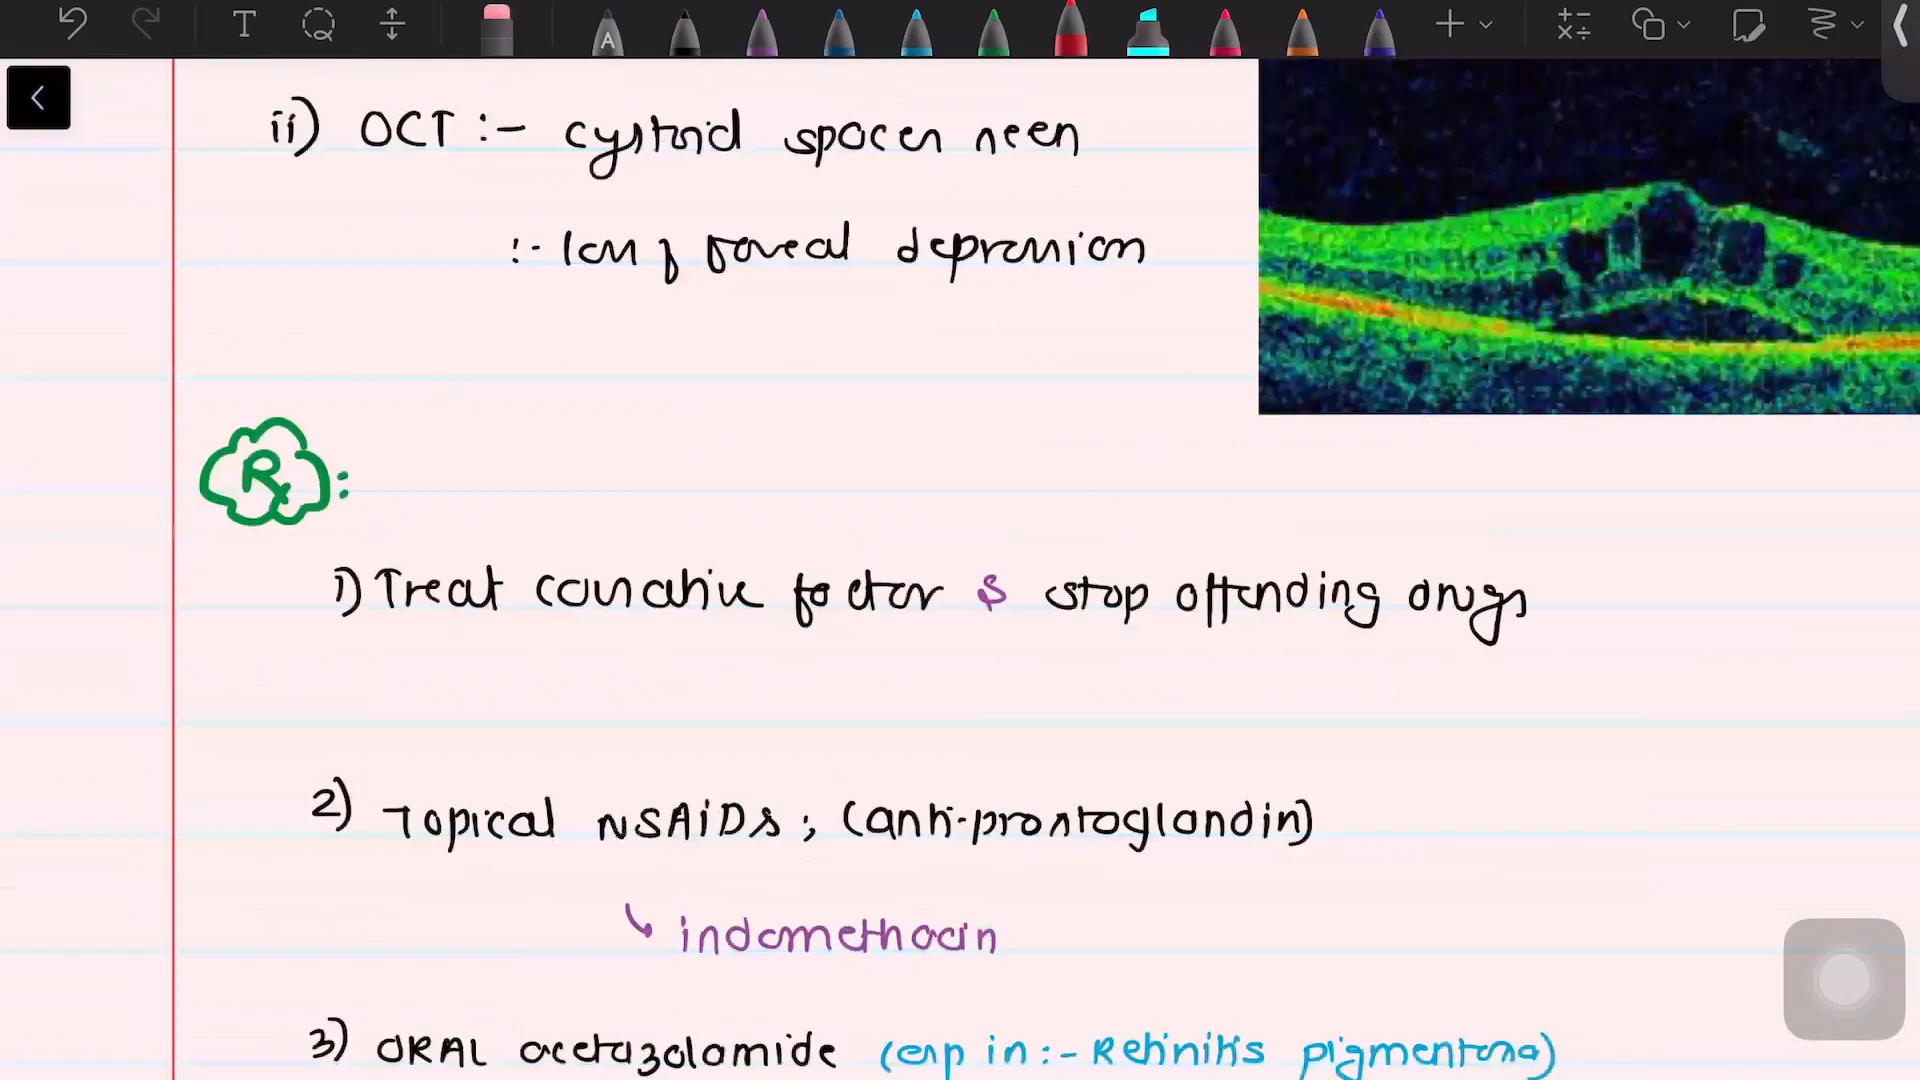 T
A
ii) OCT :- cystoid spaces seen
:- loss of foveal depression
Rx :
1) Treat causative factor & stop offending drugs
2) Topical NSAIDs ; (anti-prostaglandin)
↳ indomethacin
3) ORAL acetazolamide (esp in :- Retinitis pigmentosa)